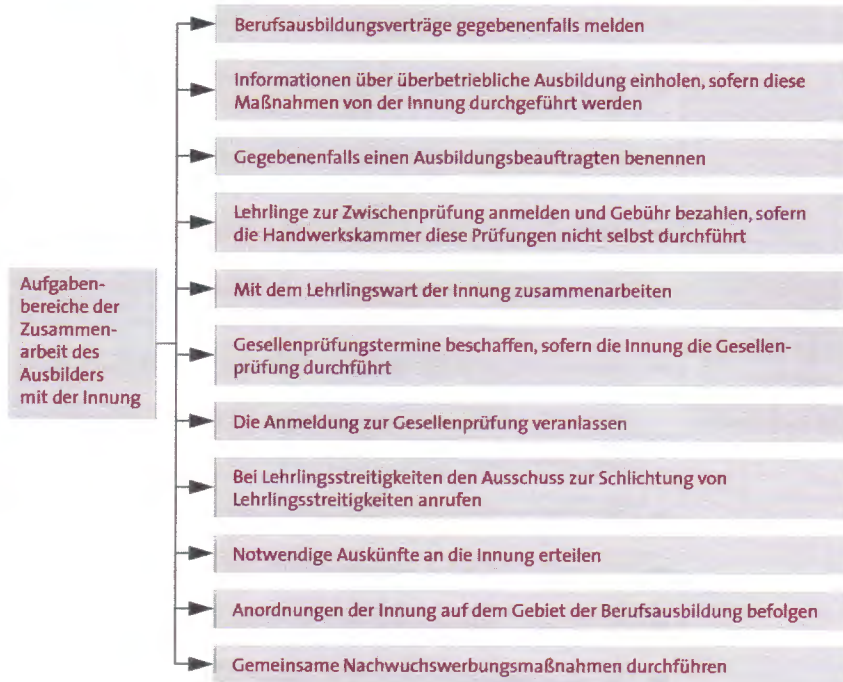 Berufsausbildungsverträge gegebenenfalls melden
Informationen über überbetriebliche Ausbildung einholen, sofern diese
Maßnahmen von der Innung durchgeführt werden
Gegebenenfalls einen Ausbildungsbeauftragten benennen
Lehrlinge zur Zwischenprüfung anmelden und Gebühr bezahlen, sofern
die Handwerkskammer diese Prüfungen nicht selbst durchführt
Aufgaben-
bereiche der
Zusammen-
arbeit des
Ausbilders
mit der Innung
Mit dem Lehrlingswart der Innung zusammenarbeiten
Gesellenprüfungstermine beschaffen, sofern die Innung die Gesellen-
prüfung durchführt
Die Anmeldung zur Gesellenprüfung veranlassen
Bei Lehrlingsstreitigkeiten den Ausschuss zur Schlichtung von
Lehrlingsstreitigkeiten anrufen
Notwendige Auskünfte an die Innung erteilen
Anordnungen der Innung auf dem Gebiet der Berufsausbildung befolgen
Gemeinsame Nachwuchswerbungsmaßnahmen durchführen